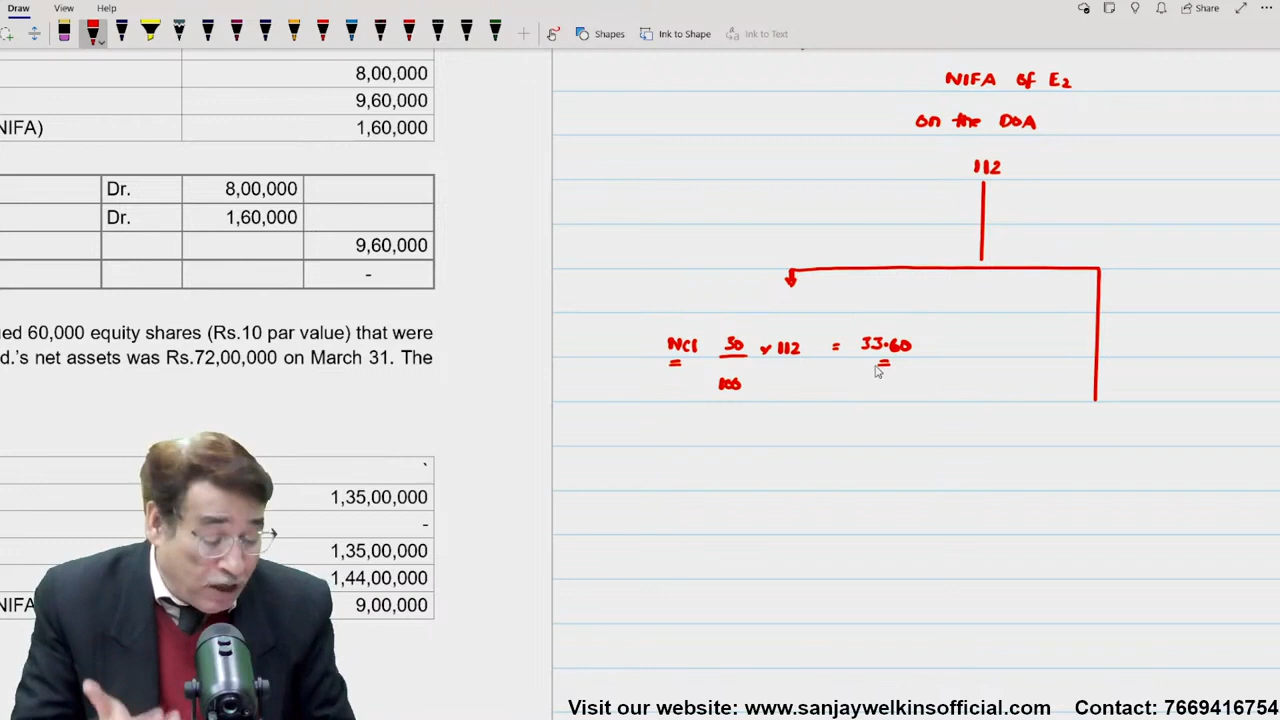 Draw View Help
Share
Shapes Ink to Shape Ink to Text
8,00,000
9,60,000
NIFA) 1,60,000
Dr. 8,00,000
Dr. 1,60,000
9,60,000
-
ged 60,000 equity shares (Rs.10 par value) that were
d.'s net assets was Rs.72,00,000 on March 31. The
`
1,35,00,000
-
1,35,00,000
1,44,00,000
NIFA 9,00,000
NIFA of E2
on the DOA
112
NCI 30/100 × 112 = 33.60
Visit our website: www.sanjaywelkinsofficial.com Contact: 7669416754